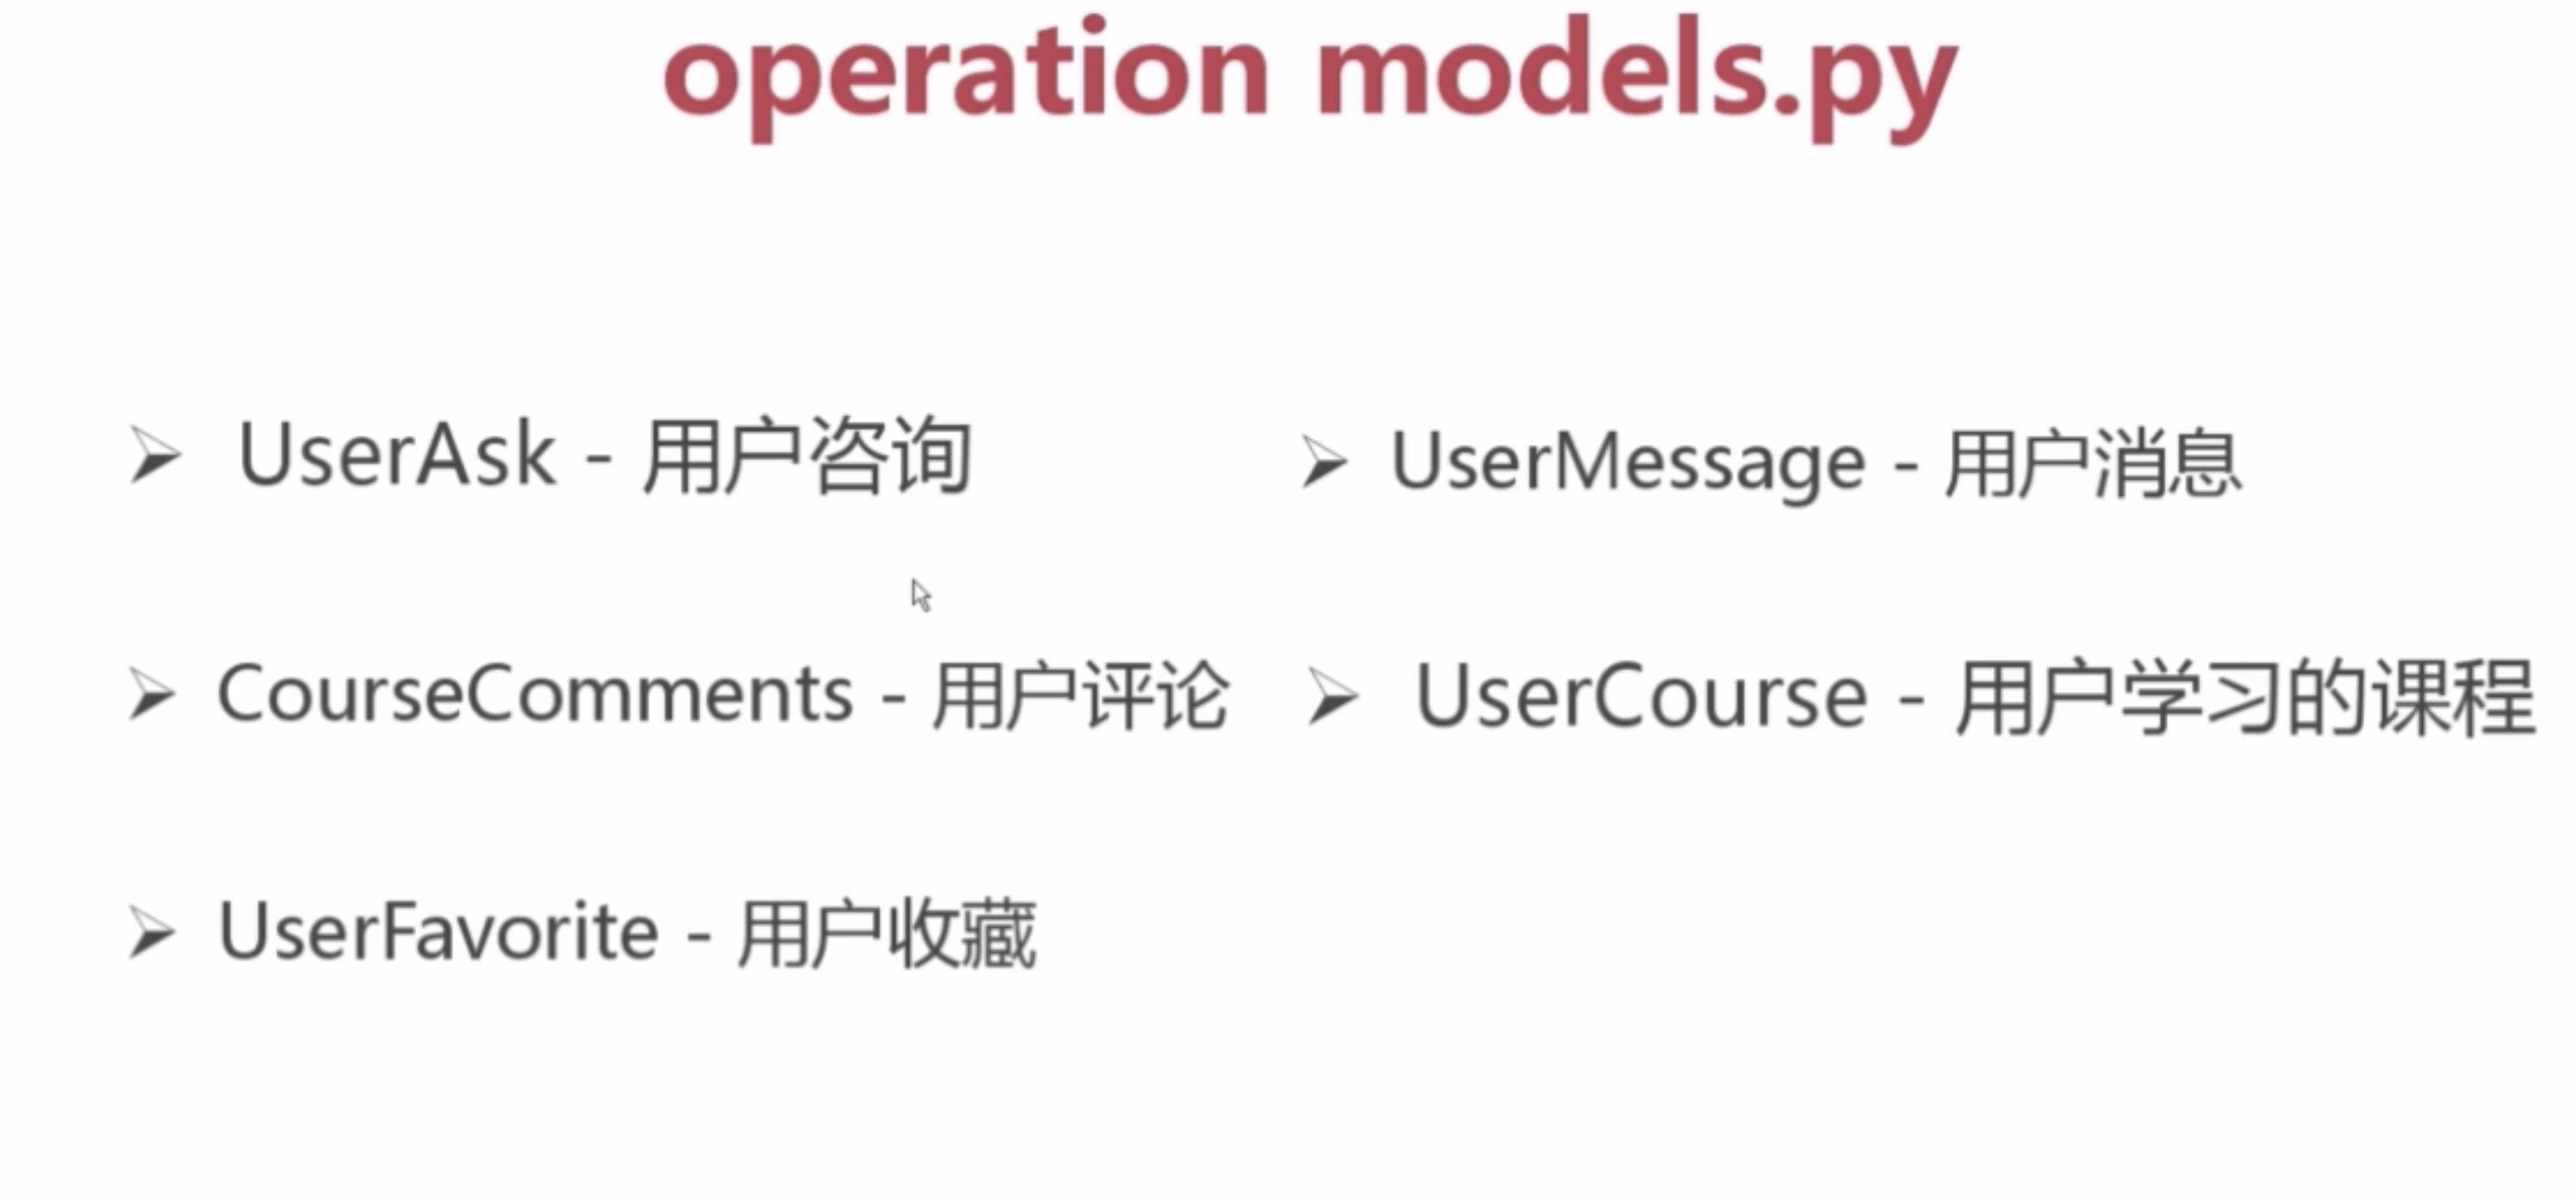 operation models.py
UserAsk - 用户咨询
UserMessage - 用户消息
CourseComments - 用户评论
UserCourse - 用户学习的课程
UserFavorite - 用户收藏